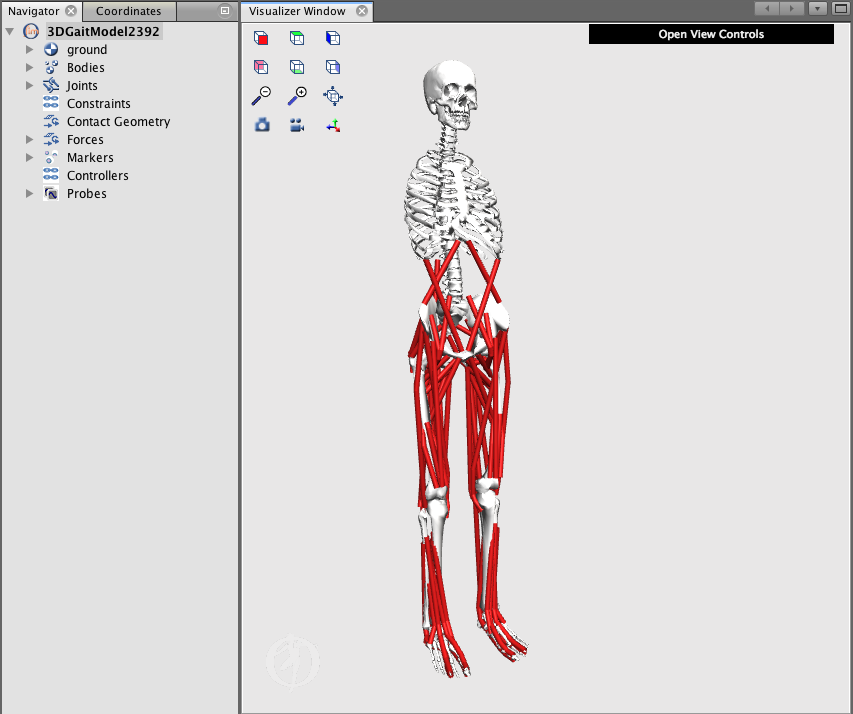 Navigator
Coordinates
Visualizer Window
3DGaitModel2392
ground
Bodies
Joints
Constraints
Contact Geometry
Forces
Markers
Controllers
Probes
Open View Controls